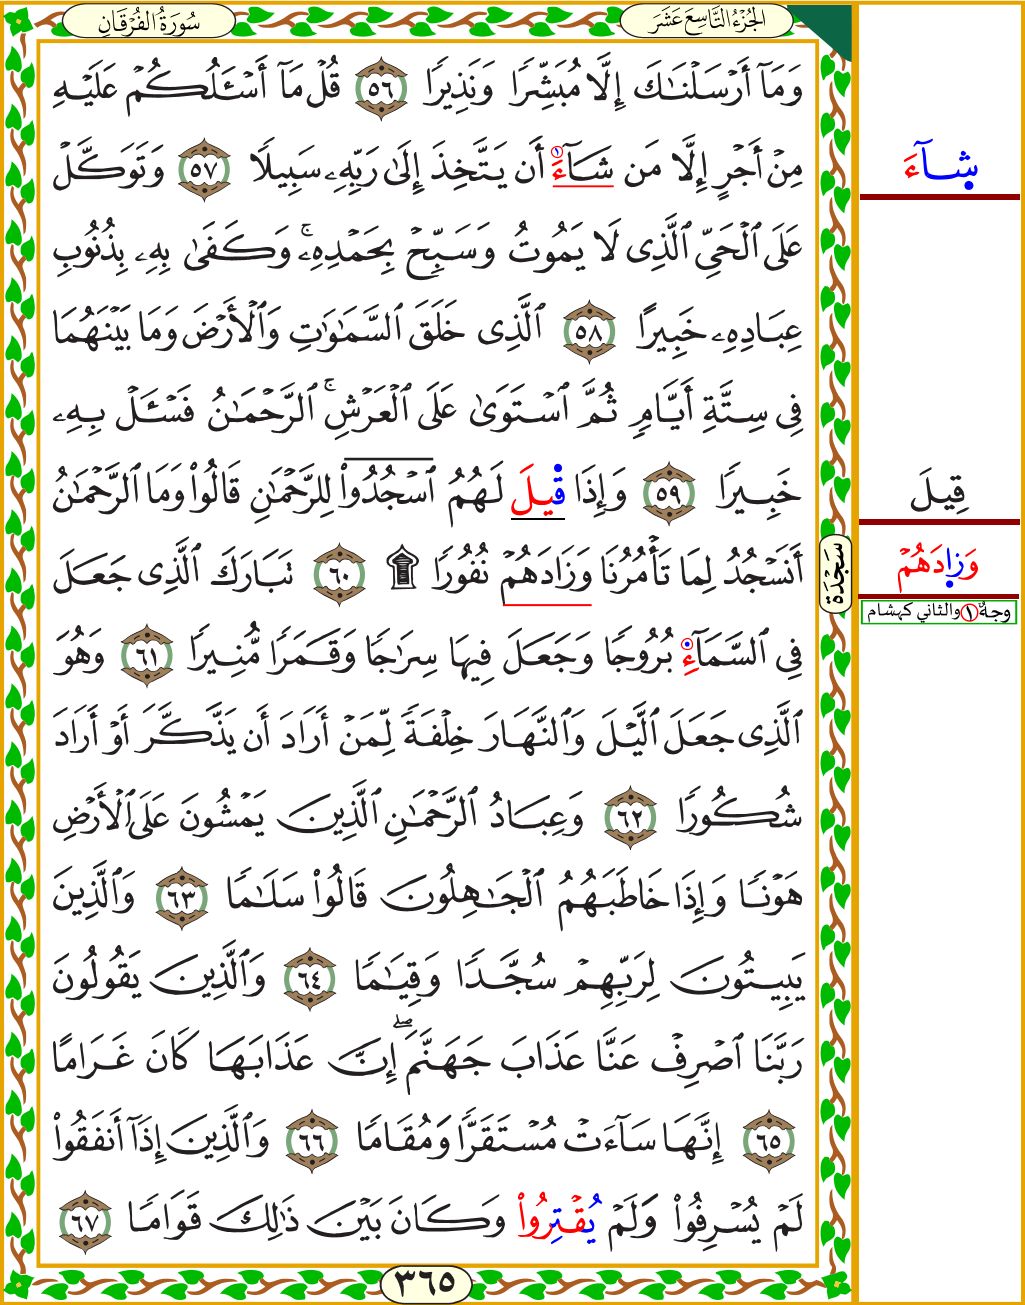 الجُزْءُ التَّاسِعَ عَشَرَ
سُورَةُ الفُرْقَانِ
وَمَآ أَرْسَلْنَٰكَ إِلَّا مُبَشِّرًا وَنَذِيرًا ٥٦ قُلْ مَآ أَسْـَٔلُكُمْ عَلَيْهِ
مِنْ أَجْرٍ إِلَّا مَن شَآءَ ١ أَن يَتَّخِذَ إِلَىٰ رَبِّهِۦ سَبِيلًا ٥٧ وَتَوَكَّلْ
شِآءَ
عَلَى ٱلْحَيِّ ٱلَّذِى لَا يَمُوتُ وَسَبِّحْ بِحَمْدِهِۦۚ وَكَفَىٰ بِهِۦ بِذُنُوبِ
عِبَادِهِۦ خَبِيرًا ٥٨ ٱلَّذِى خَلَقَ ٱلسَّمَٰوَٰتِ وَٱلْأَرْضَ وَمَا بَيْنَهُمَا
فِى سِتَّةِ أَيَّامٍ ثُمَّ ٱسْتَوَىٰ عَلَى ٱلْعَرْشِۚ ٱلرَّحْمَٰنُ فَسْـَٔلْ بِهِۦ
خَبِيرًا ٥٩ وَإِذَا قِيلَ لَهُمُ ٱسْجُدُوا۟ لِلرَّحْمَٰنِ قَالُوا۟ وَمَا ٱلرَّحْمَٰنُ
قِيلَ
أَنَسْجُدُ لِمَا تَأْمُرُنَا وَزَادَهُمْ نُفُورًا ۩ ٦٠ تَبَارَكَ ٱلَّذِى جَعَلَ
سَجْدَة
وَزِادَهُمْ
وجهٌ ١ والثاني كهشام
فِى ٱلسَّمَآءِ بُرُوجًا وَجَعَلَ فِيهَا سِرَٰجًا وَقَمَرًا مُّنِيرًا ٦١ وَهُوَ
ٱلَّذِى جَعَلَ ٱلَّيْلَ وَٱلنَّهَارَ خِلْفَةً لِّمَنْ أَرَادَ أَن يَذَّكَّرَ أَوْ أَرَادَ
شُكُورًا ٦٢ وَعِبَادُ ٱلرَّحْمَٰنِ ٱلَّذِينَ يَمْشُونَ عَلَى ٱلْأَرْضِ
هَوْنًا وَإِذَا خَاطَبَهُمُ ٱلْجَٰهِلُونَ قَالُوا۟ سَلَٰمًا ٦٣ وَٱلَّذِينَ
يَبِيتُونَ لِرَبِّهِمْ سُجَّدًا وَقِيَٰمًا ٦٤ وَٱلَّذِينَ يَقُولُونَ
رَبَّنَا ٱصْرِفْ عَنَّا عَذَابَ جَهَنَّمَۖ إِنَّ عَذَابَهَا كَانَ غَرَامًا
٦٥ إِنَّهَا سَآءَتْ مُسْتَقَرًّا وَمُقَامًا ٦٦ وَٱلَّذِينَ إِذَآ أَنفَقُوا۟
لَمْ يُسْرِفُوا۟ وَلَمْ يُقْتِرُوا۟ وَكَانَ بَيْنَ ذَٰلِكَ قَوَامًا ٦٧
٣٦٥